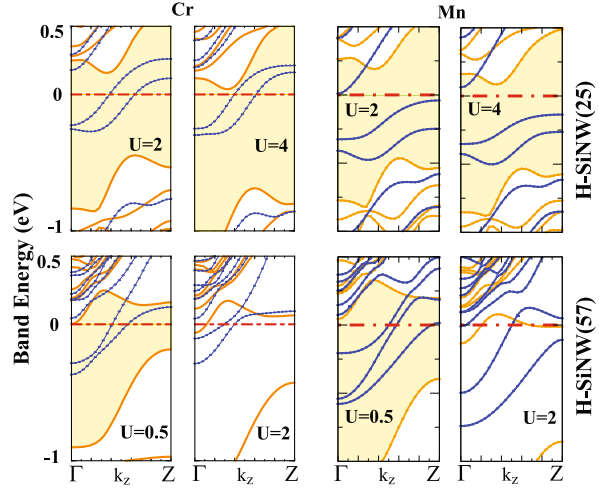 Cr Mn
0.5
0
-1
U=2 U=4 U=2 U=4
H-SiNW(25)
Band Energy (eV)
0.5
0
-1
U=0.5 U=2 U=0.5 U=2
H-SiNW(57)
Γ kz Z Γ kz Z Γ kz Z Γ kz Z